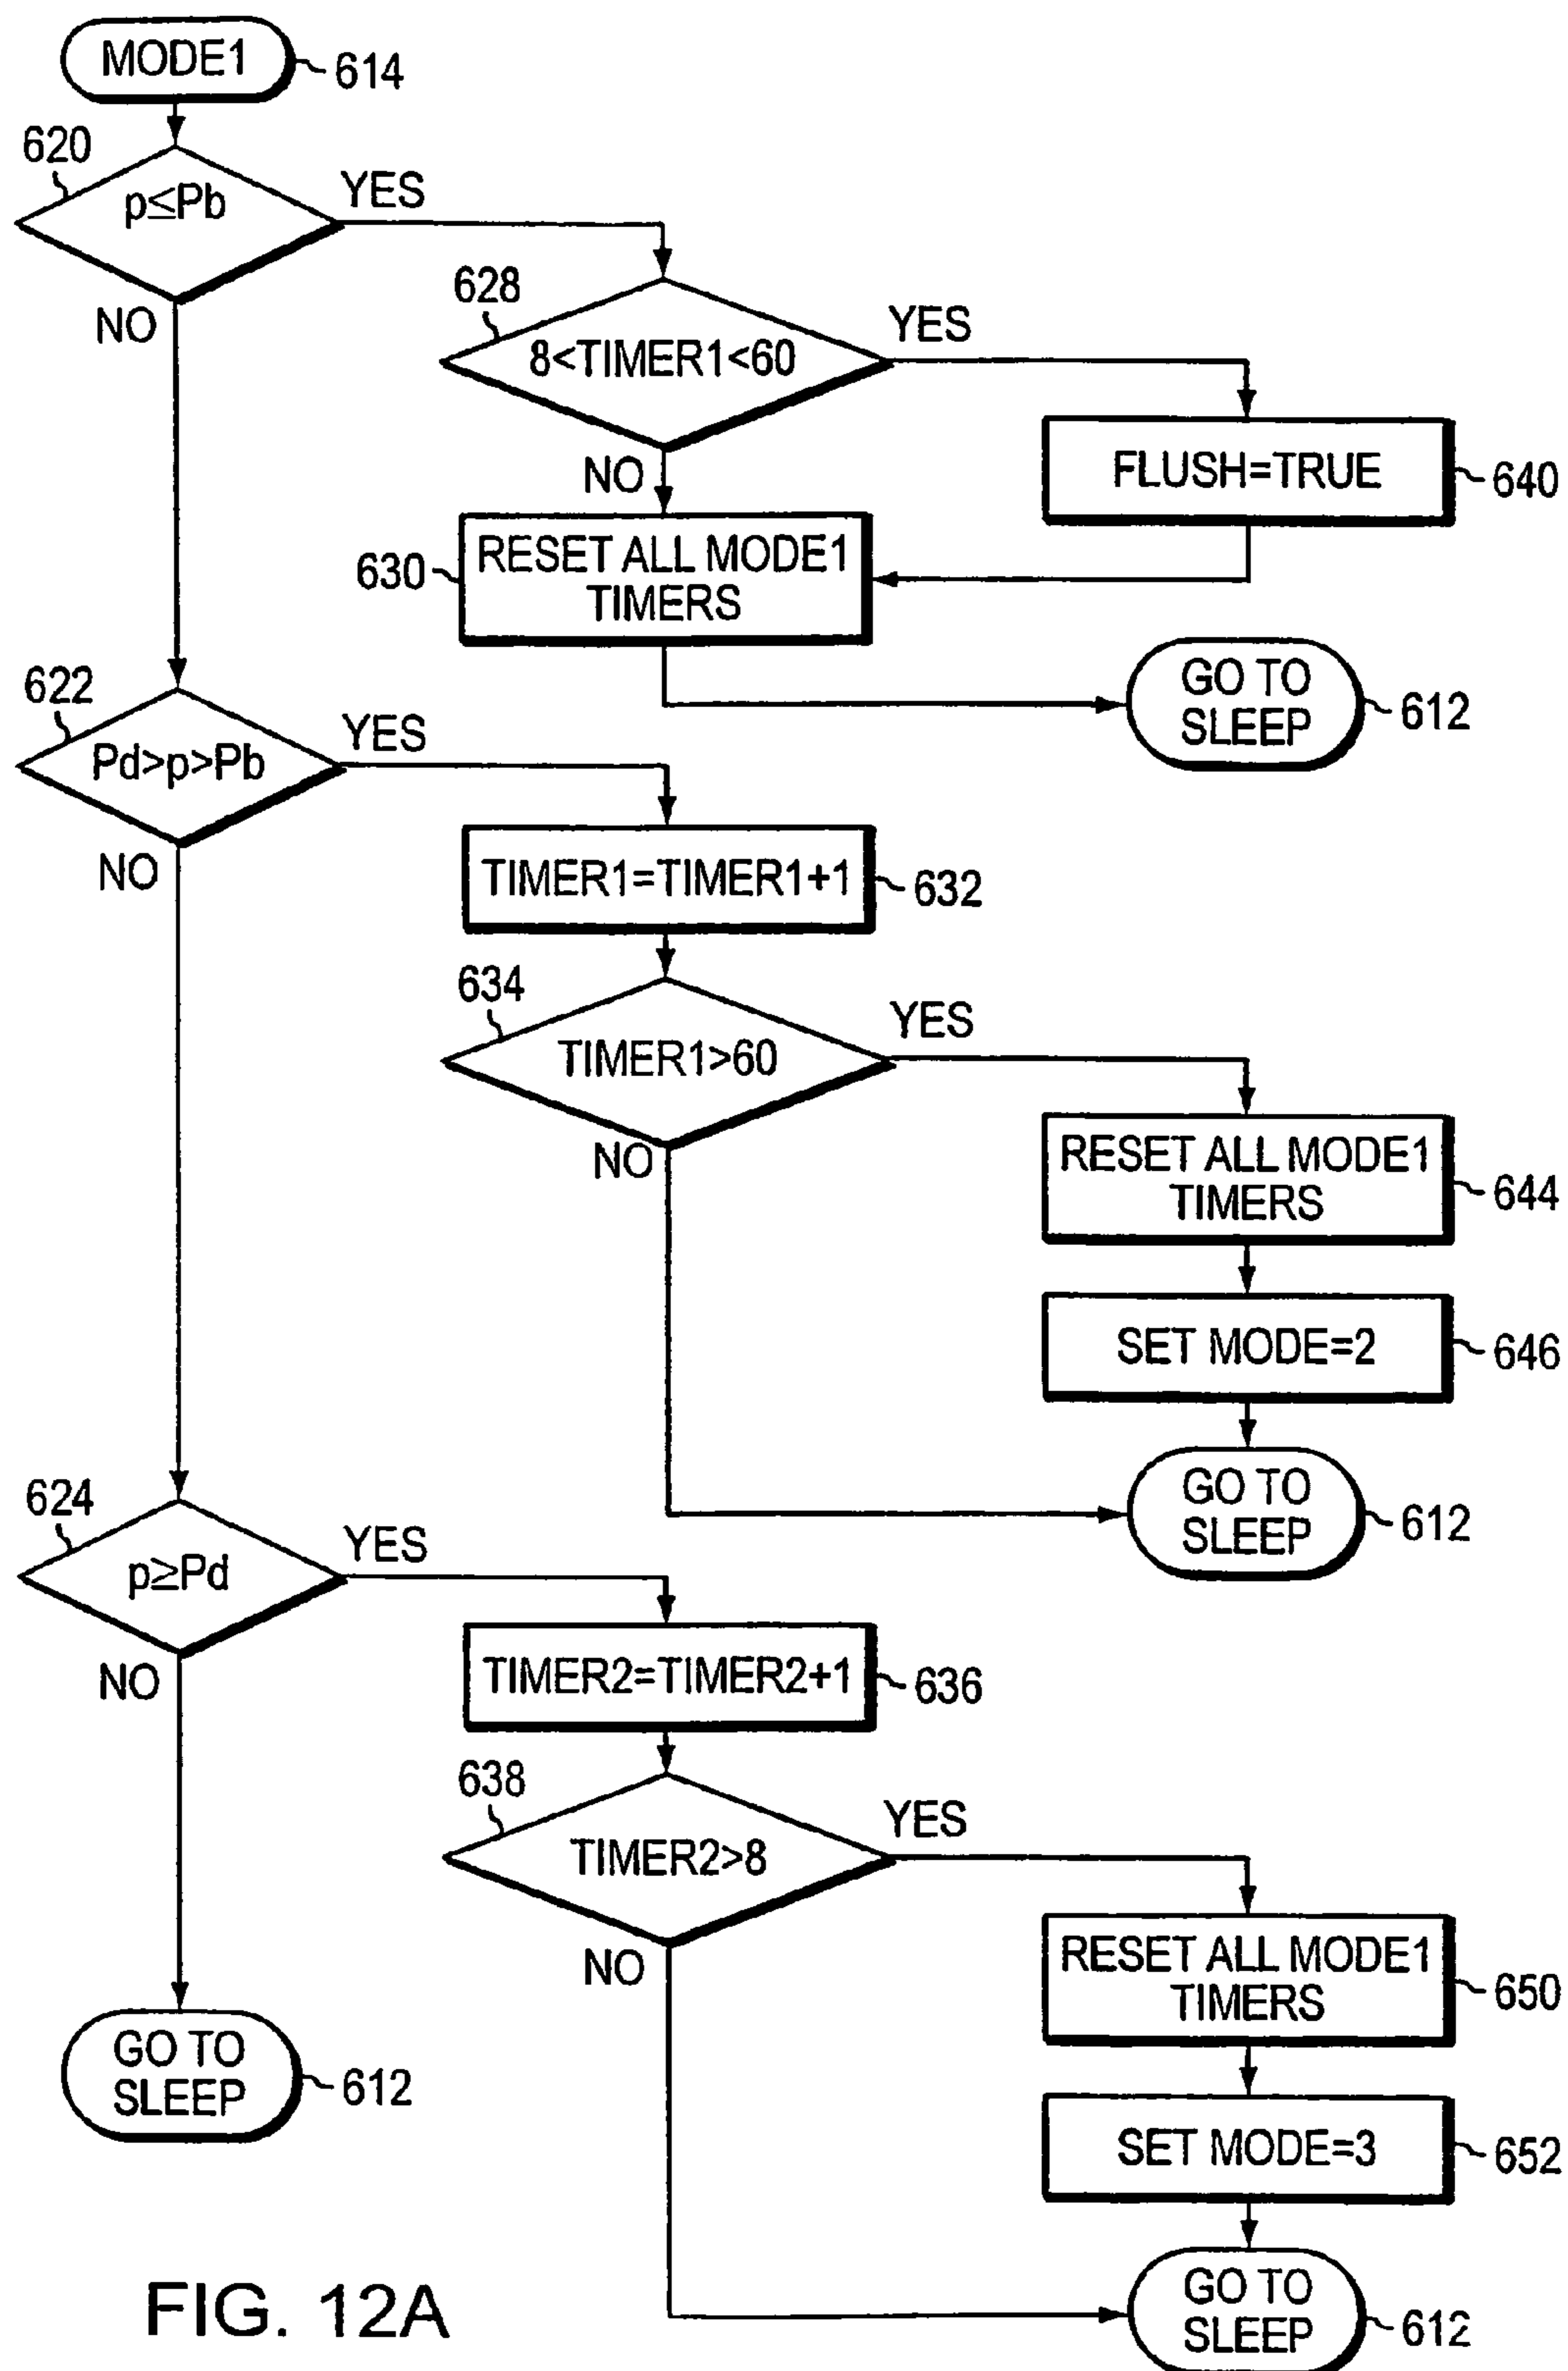 MODE1
614
620
p≤Pb
YES
NO
628
8<TIMER1<60
YES
NO
FLUSH=TRUE
640
630
RESET ALL MODE1
TIMERS
GO TO
SLEEP
612
622
Pd>p>Pb
YES
NO
TIMER1=TIMER1+1
632
634
TIMER1>60
YES
NO
RESET ALL MODE1
TIMERS
644
SET MODE=2
646
GO TO
SLEEP
612
624
p≥Pd
YES
NO
TIMER2=TIMER2+1
636
638
TIMER2>8
YES
NO
RESET ALL MODE1
TIMERS
650
GO TO
SLEEP
612
SET MODE=3
652
GO TO
SLEEP
612
FIG. 12A